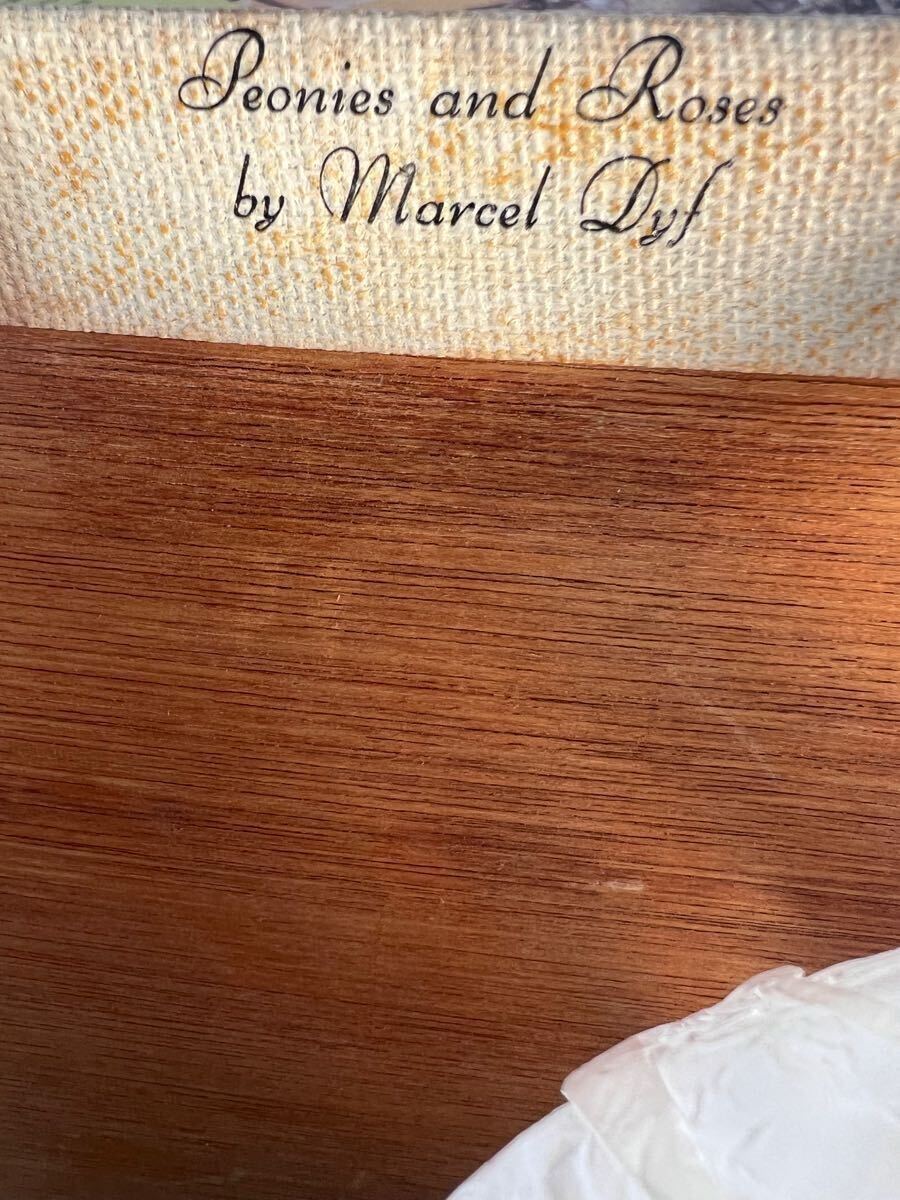 Peonies and Roses
by Marcel Dyf